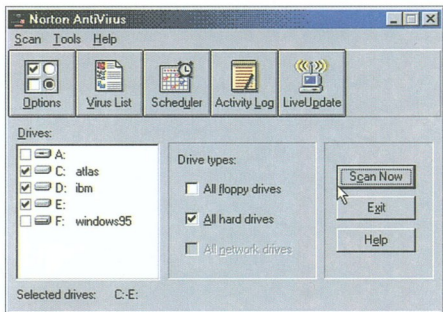 Norton AntiVirus
Scan Tools Help
Options Virus List Scheduler Activity Log LiveUpdate
Drives:
A:
C: atlas
D: ibm
E:
F: windows95
Drive types:
All floppy drives
All hard drives
All network drives
Scan Now
Exit
Help
Selected drives: C:-E: